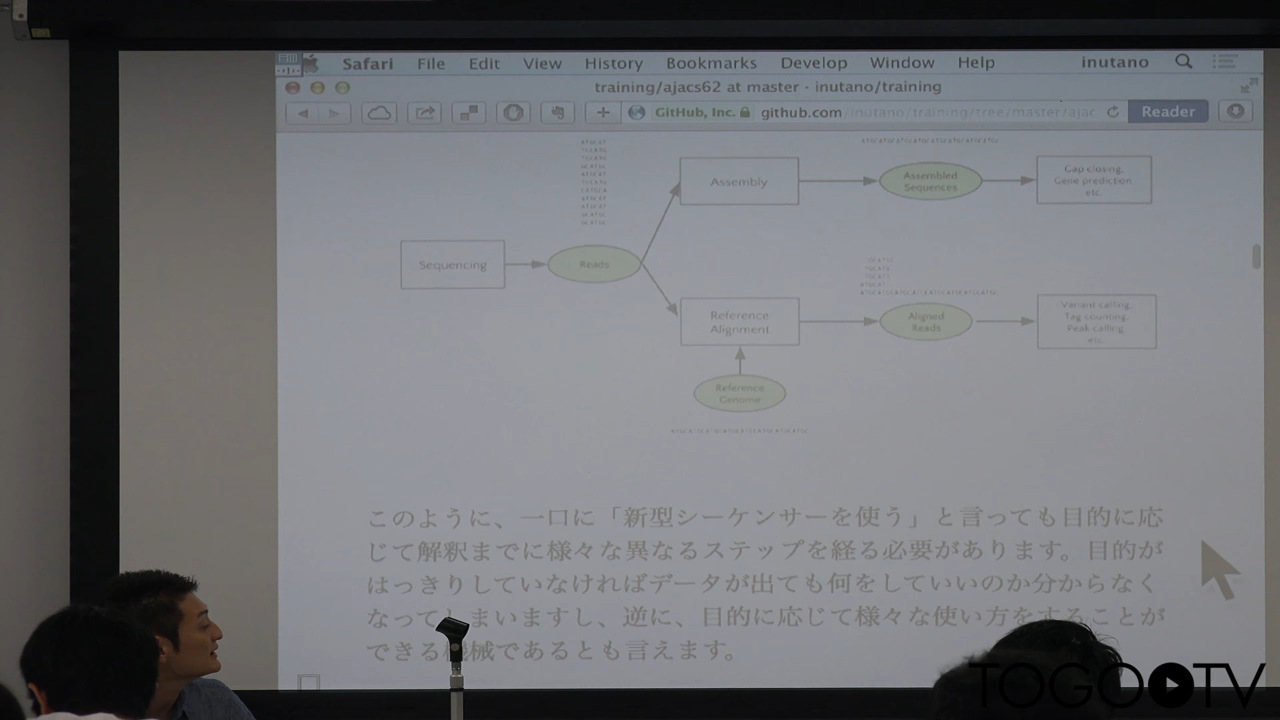 Safari File Edit View History Bookmarks Develop Window Help inutano
training/ajacs62 at master - inutano/training
GitHub, Inc. github.com/inutano/training/tree/master/ajac Reader
Assembly
Assembled
Sequences
Gap closing,
Gene prediction,
etc.
Sequencing
Reads
Reference
Alignment
Aligned
Reads
Variant calling,
Tag counting,
Peak calling
etc.
Reference
Genome
このように、一口に「新型シーケンサーを使う」と言っても目的に応
じて解釈までに様々な異なるステップを経る必要があります。目的が
はっきりしていなければデータが出ても何をしていいのか分からなく
なってしまいますし、逆に、目的に応じて様々な使い方をすることが
できる機械であるとも言えます。
TOGOTV